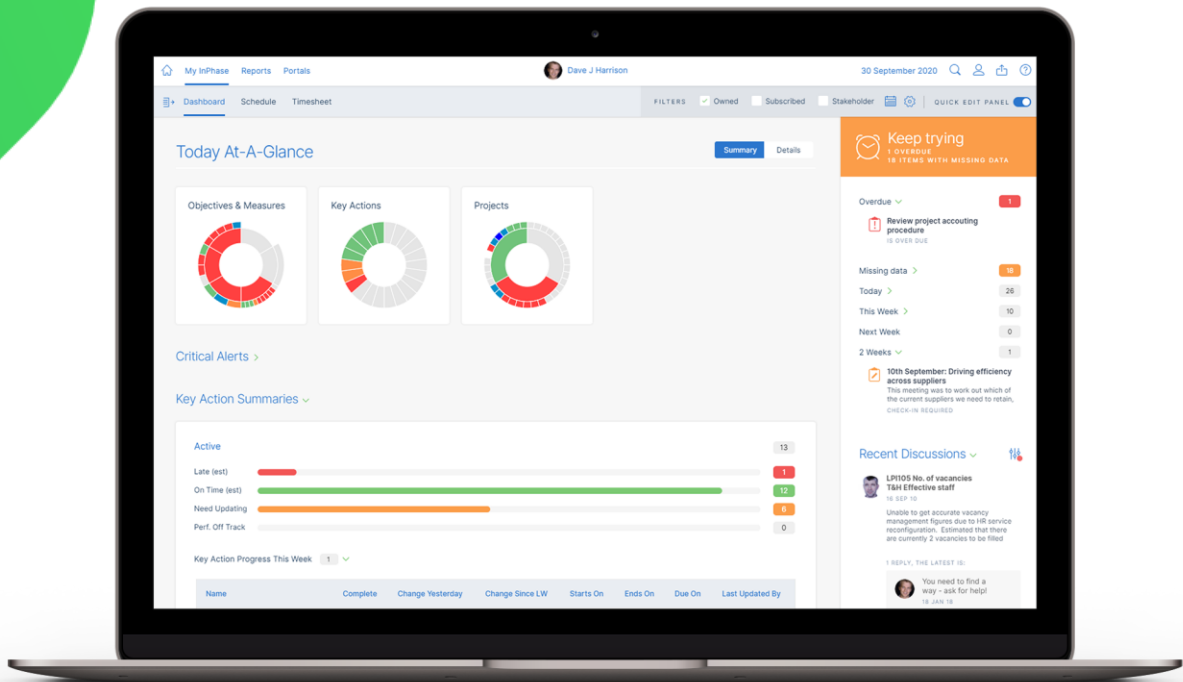 My InPhase Reports Portals
Dave J Harrison
30 September 2020
Dashboard Schedule Timesheet
FILTERS Owned Subscribed Stakeholder QUICK EDIT PANEL
Today At-A-Glance
Summary Details
Objectives & Measures
Key Actions
Projects
Critical Alerts
Key Action Summaries
Active 13
Late (est) 1
On Time (est) 12
Need Updating 6
Perf. Off Track 0
Key Action Progress This Week 1
Name Complete Change Yesterday Change Since LW Starts On Ends On Due On Last Updated By
Keep trying
1 OVERDUE
18 ITEMS WITH MISSING DATA
Overdue 1
Review project accouting
procedure
IS OVER DUE
Missing data 18
Today 26
This Week 10
Next Week 0
2 Weeks 1
10th September: Driving efficiency
across suppliers
This meeting was to work out which of
the current suppliers we need to retain,
CHECK-IN REQUIRED
Recent Discussions
LPI105 No. of vacancies
T&H Effective staff
16 SEP 10
Unable to get accurate vacancy
management figures due to HR service
reconfiguration. Estimated that there
are currently 2 vacancies to be filled
1 REPLY, THE LATEST IS:
You need to find a
way - ask for help!
18 JAN 18